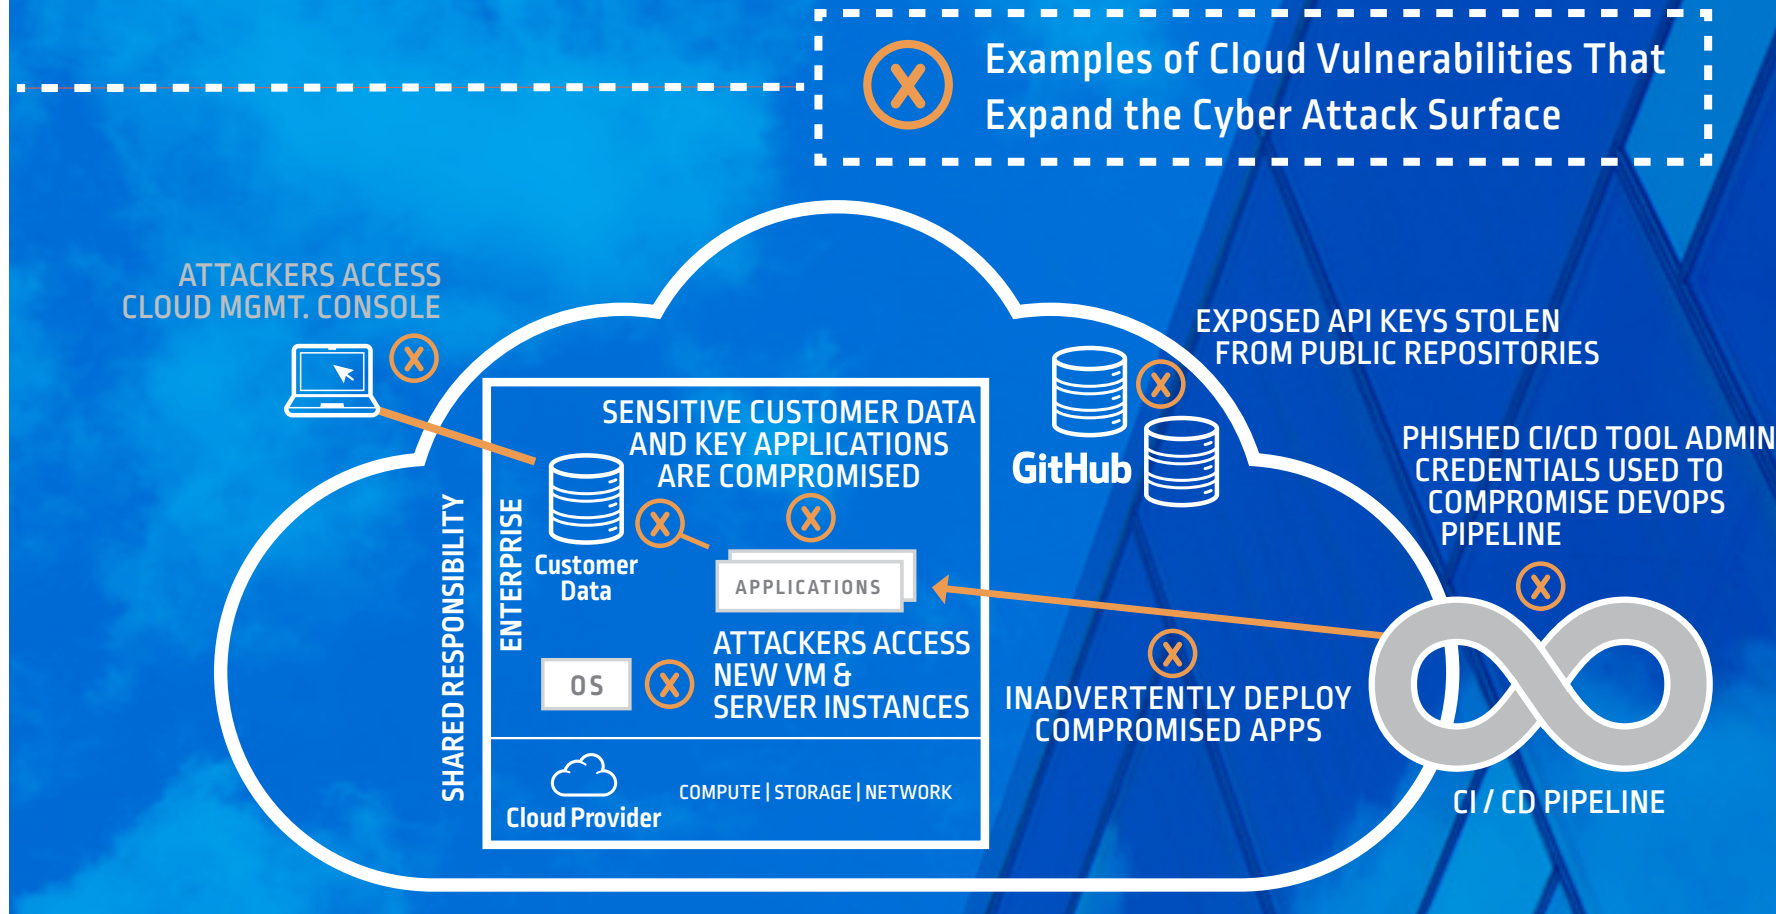 Examples of Cloud Vulnerabilities That
Expand the Cyber Attack Surface
ATTACKERS ACCESS
CLOUD MGMT. CONSOLE
EXPOSED API KEYS STOLEN
FROM PUBLIC REPOSITORIES
GitHub
PHISHED CI/CD TOOL ADMIN
CREDENTIALS USED TO
COMPROMISE DEVOPS
PIPELINE
SENSITIVE CUSTOMER DATA
AND KEY APPLICATIONS
ARE COMPROMISED
SHARED RESPONSIBILITY
ENTERPRISE
Customer
Data
APPLICATIONS
OS
ATTACKERS ACCESS
NEW VM &
SERVER INSTANCES
INADVERTENTLY DEPLOY
COMPROMISED APPS
Cloud Provider
COMPUTE | STORAGE | NETWORK
CI / CD PIPELINE